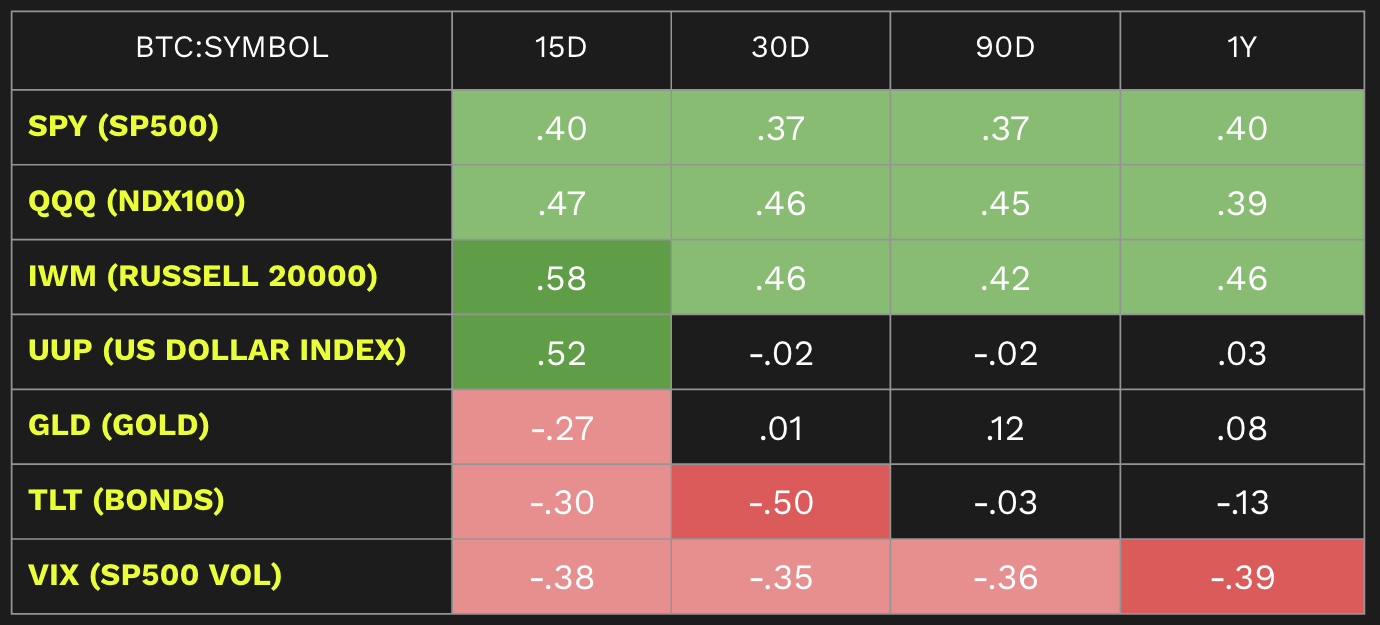 BTC:SYMBOL 15D 30D 90D 1Y
SPY (SP500) .40 .37 .37 .40
QQQ (NDX100) .47 .46 .45 .39
IWM (RUSSELL 20000) .58 .46 .42 .46
UUP (US DOLLAR INDEX) .52 -.02 -.02 .03
GLD (GOLD) -.27 .01 .12 .08
TLT (BONDS) -.30 -.50 -.03 -.13
VIX (SP500 VOL) -.38 -.35 -.36 -.39